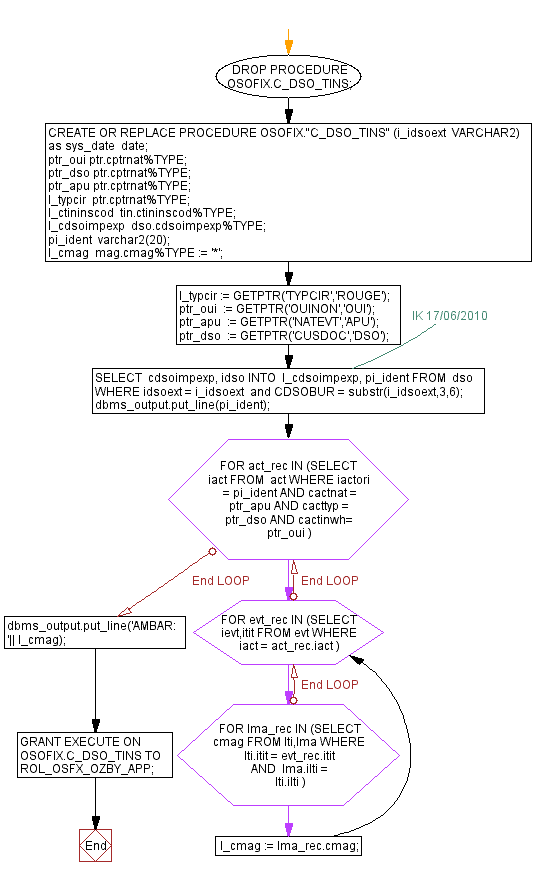 DROP PROCEDURE
OSOFIX.C_DSO_TINS;
CREATE OR REPLACE PROCEDURE OSOFIX."C_DSO_TINS" (i_idsoext VARCHAR2)
as sys_date date;
ptr_oui ptr.cptrnat%TYPE;
ptr_dso ptr.cptrnat%TYPE;
ptr_apu ptr.cptrnat%TYPE;
l_typcir ptr.cptrnat%TYPE;
l_ctininscod tin.ctininscod%TYPE;
l_cdsoimpexp dso.cdsoimpexp%TYPE;
pi_ident varchar2(20);
l_cmag mag.cmag%TYPE := '*';
l_typcir := GETPTR('TYPCIR','ROUGE');
ptr_oui := GETPTR('OUINON','OUI');
ptr_apu := GETPTR('NATEVT','APU');
ptr_dso := GETPTR('CUSDOC','DSO');
IK 17/06/2010
SELECT cdsoimpexp, idso INTO l_cdsoimpexp, pi_ident FROM dso
WHERE idsoext = i_idsoext and CDSOBUR = substr(i_idsoext,3,6);
dbms_output.put_line(pi_ident);
FOR act_rec IN (SELECT
iact FROM act WHERE iactori
= pi_ident AND cactnat =
ptr_apu AND cacttyp =
ptr_dso AND cactinwh=
ptr_oui )
End LOOP
End LOOP
dbms_output.put_line('AMBAR:
'|| l_cmag);
FOR evt_rec IN (SELECT
ievt,itit FROM evt WHERE
iact = act_rec.iact )
End LOOP
FOR lma_rec IN (SELECT
cmag FROM lti,lma WHERE
lti.itit = evt_rec.itit
AND lma.ilti =
lti.ilti )
GRANT EXECUTE ON
OSOFIX.C_DSO_TINS TO
ROL_OSFX_OZBY_APP;
End
l_cmag := lma_rec.cmag;